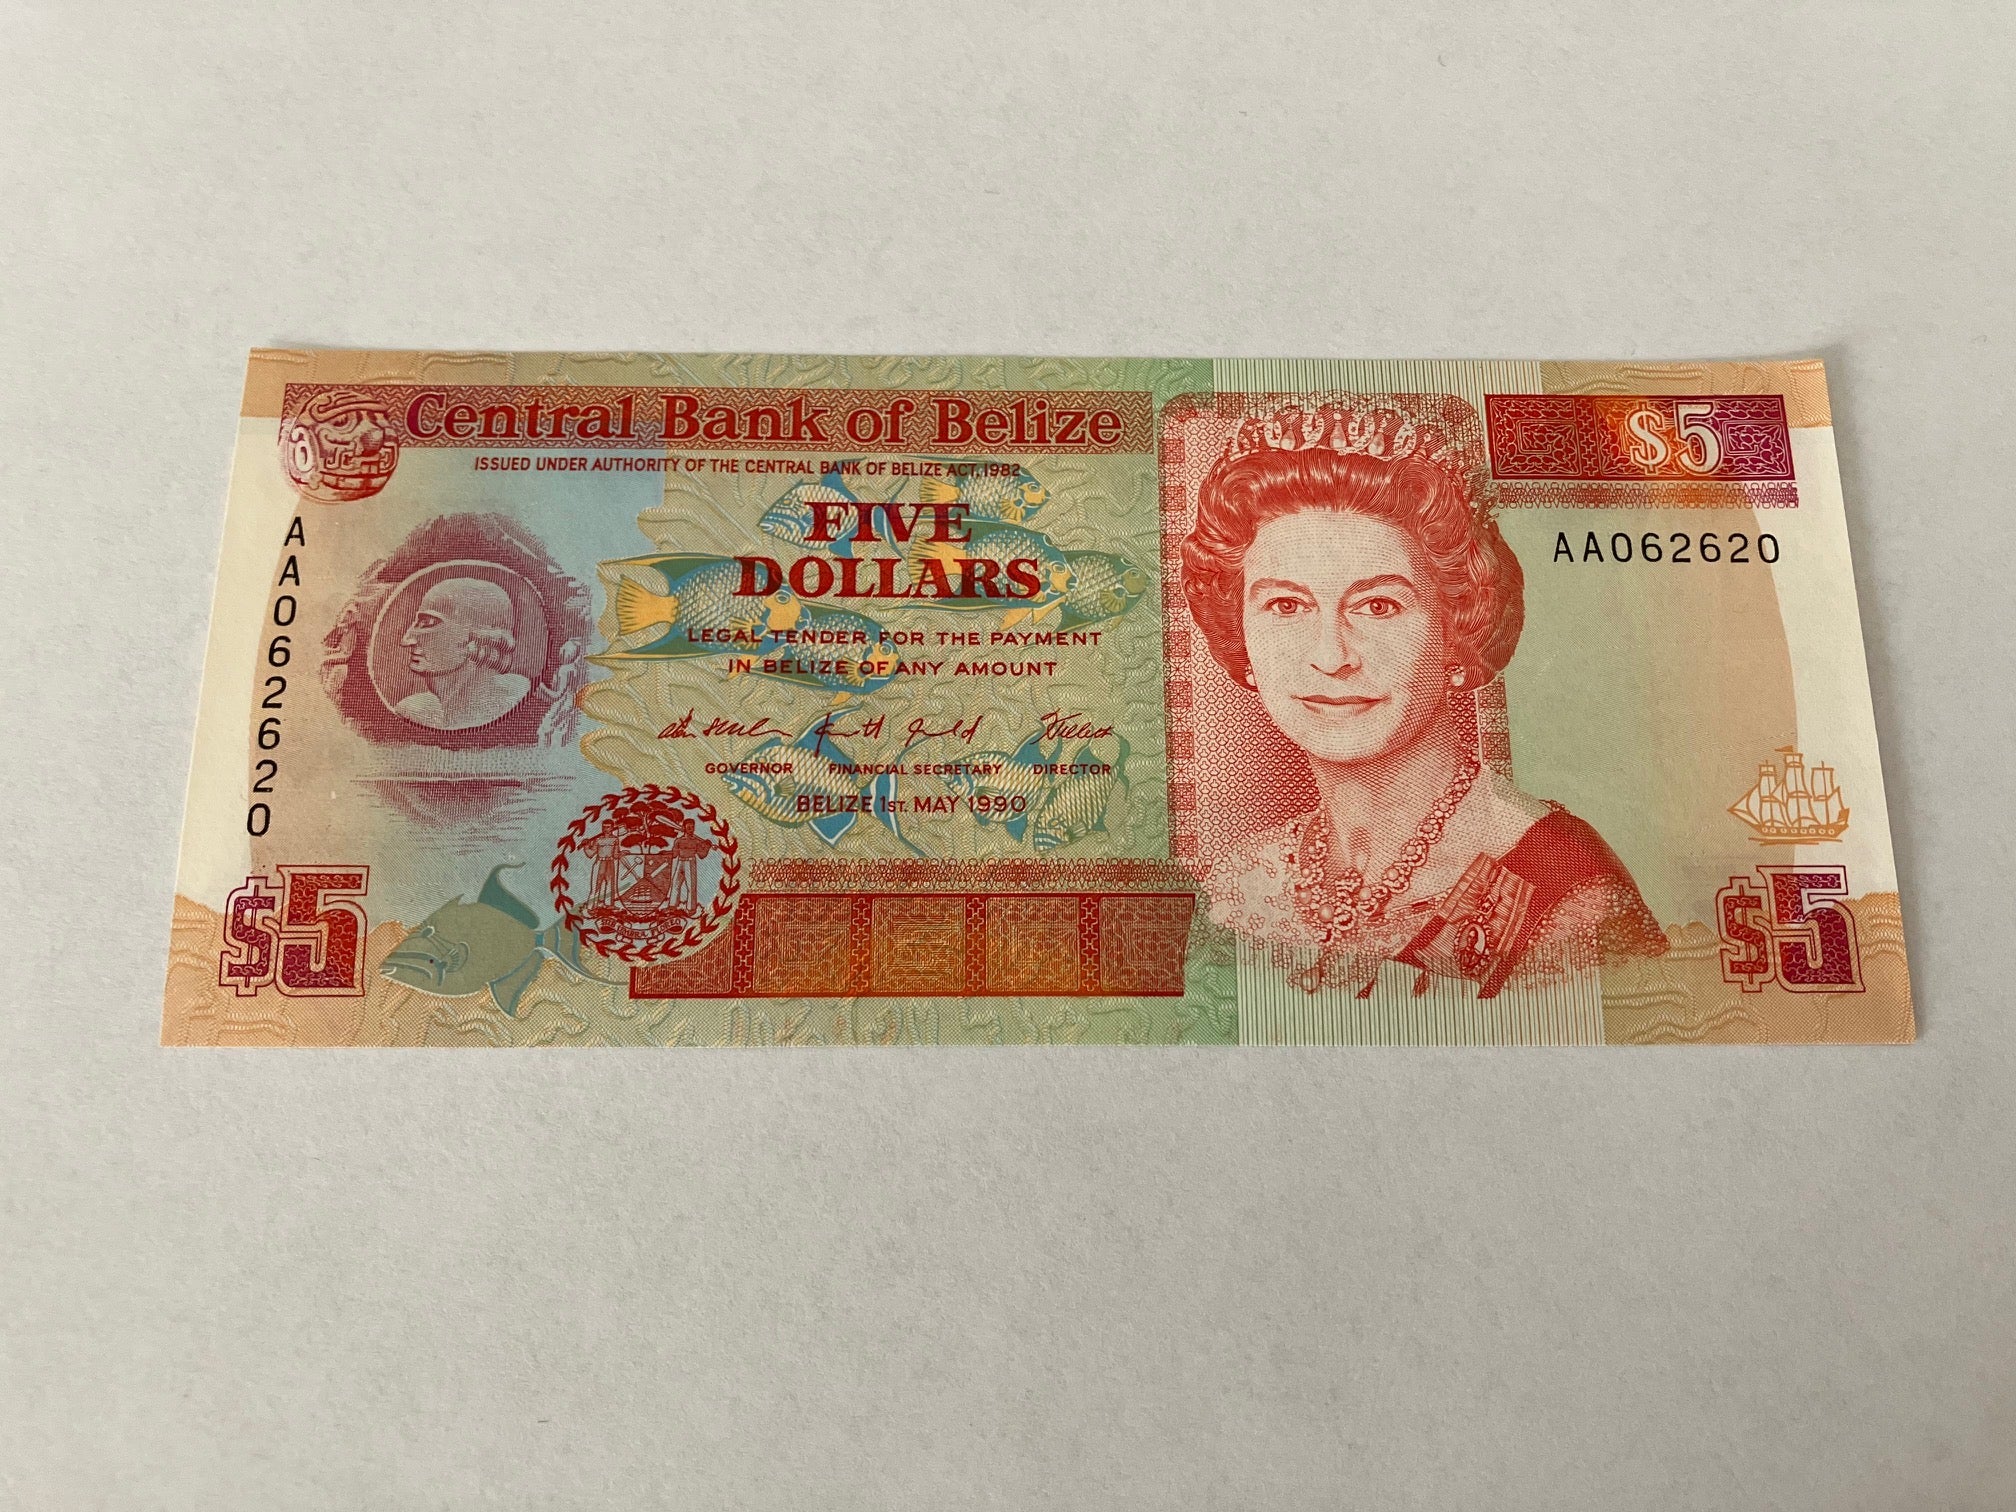 Central Bank of Belize
ISSUED UNDER AUTHORITY OF THE CENTRAL BANK OF BELIZE ACT, 1982
$5
FIVE
DOLLARS
AA062620
AA062620
LEGAL TENDER FOR THE PAYMENT
IN BELIZE OF ANY AMOUNT
GOVERNOR FINANCIAL SECRETARY DIRECTOR
BELIZE 1ST. MAY 1990
$5
$5